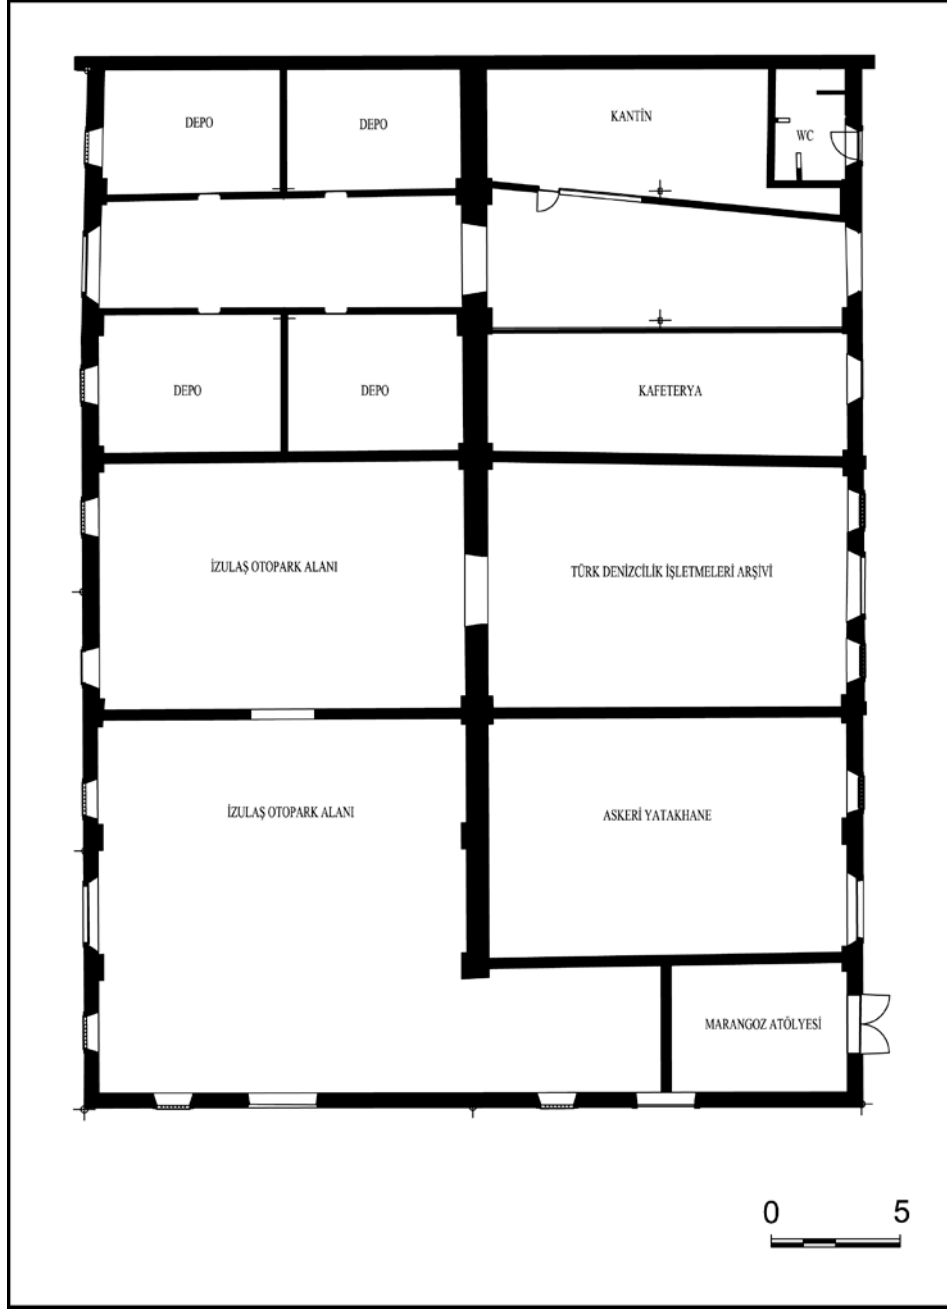 DEPO
DEPO
KANTİN
WC
DEPO
DEPO
KAFETERYA
İZULAŞ OTOPARK ALANI
TÜRK DENİZCİLİK İŞLETMELERİ ARŞİVİ
İZULAŞ OTOPARK ALANI
ASKERİ YATAKHANE
MARANGOZ ATÖLYESİ
0 5